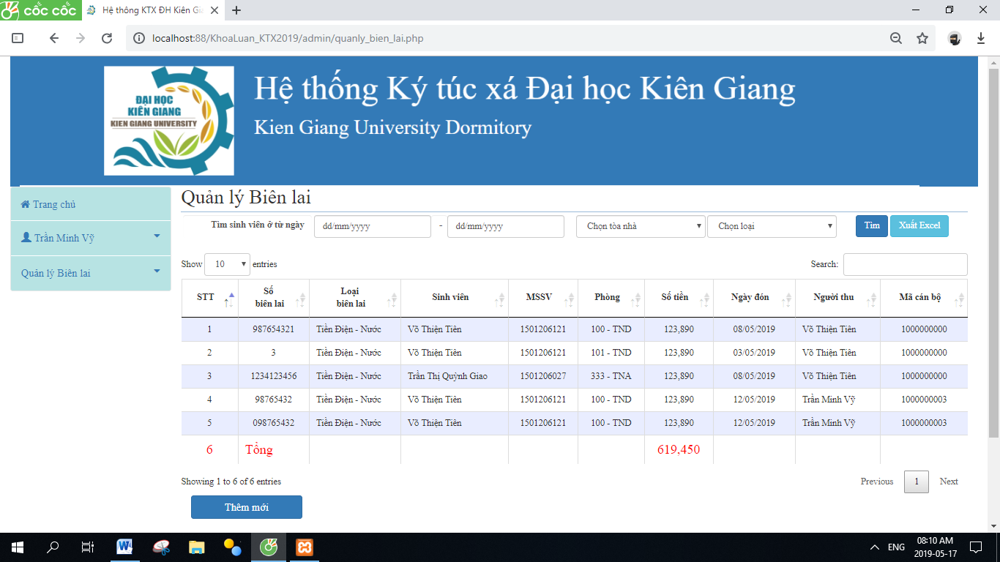 cốc cốc
Hệ thống KTX ĐH Kiên Gi
localhost:88/KhoaLuan_KTX2019/admin/quanly_bien_lai.php
ĐẠI HỌC
KIÊN GIANG
KIEN GIANG UNIVERSITY
Hệ thống Ký túc xá Đại học Kiên Giang
Kien Giang University Dormitory
Trang chủ
Trần Minh Vỹ
Quản lý Biên lai
Quản lý Biên lai
Tìm sinh viên ở từ ngày dd/mm/yyyy - dd/mm/yyyy Chọn tòa nhà Chọn loại Tìm Xuất Excel
Show 10 entries Search:
STT Số biên lai Loại biên lai Sinh viên MSSV Phòng Số tiền Ngày đón Người thu Mã cán bộ
1 987654321 Tiền Điện - Nước Võ Thiện Tiên 1501206121 100 - TND 123,890 08/05/2019 Võ Thiện Tiên 1000000000
2 3 Tiền Điện - Nước Võ Thiện Tiên 1501206121 101 - TND 123,890 03/05/2019 Võ Thiện Tiên 1000000000
3 1234123456 Tiền Điện - Nước Trần Thị Quỳnh Giao 1501206027 333 - TNA 123,890 08/05/2019 Võ Thiện Tiên 1000000000
4 98765432 Tiền Điện - Nước Võ Thiện Tiên 1501206121 100 - TND 123,890 12/05/2019 Trần Minh Vỹ 1000000003
5 098765432 Tiền Điện - Nước Võ Thiện Tiên 1501206121 100 - TND 123,890 12/05/2019 Trần Minh Vỹ 1000000003
6 Tổng 619,450
Showing 1 to 6 of 6 entries Previous 1 Next
Thêm mới
ENG
08:10 AM
2019-05-17